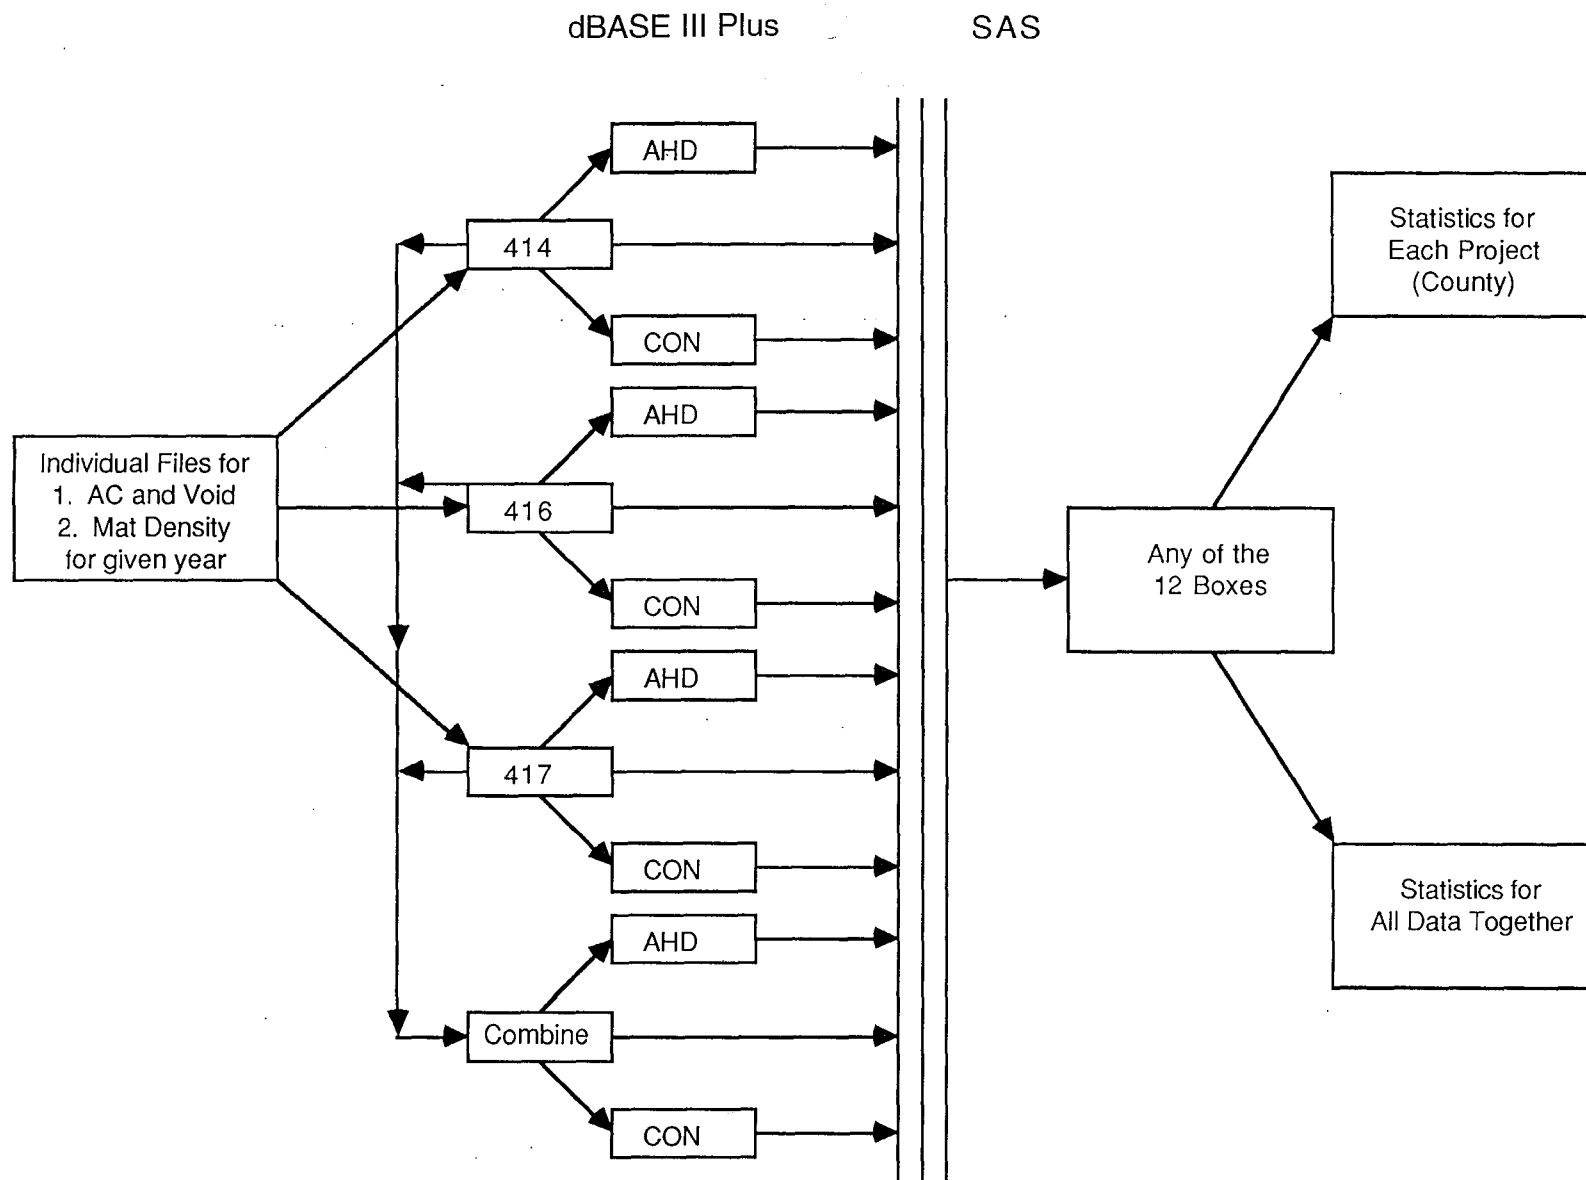 dBASE III Plus
SAS
AHD
414
CON
AHD
416
CON
AHD
417
CON
AHD
Combine
CON
Individual Files for
1. AC and Void
2. Mat Density
for given year
Any of the
12 Boxes
Statistics for
Each Project
(County)
Statistics for
All Data Together